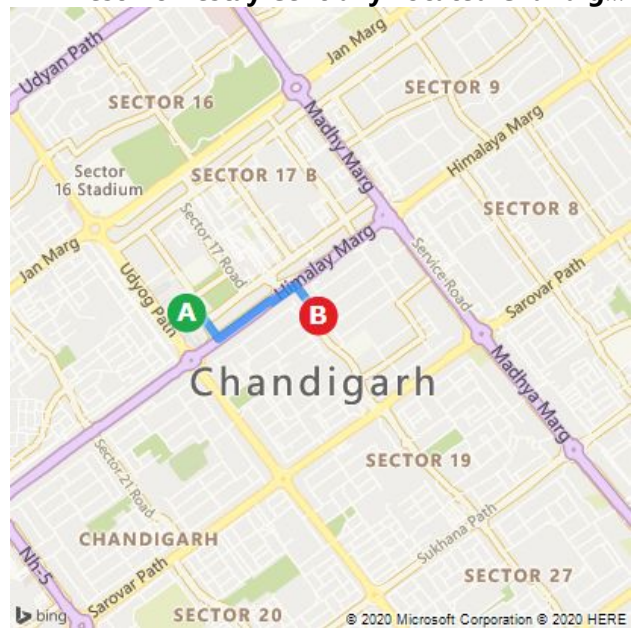 Udyan Path
Jan Marg
SECTOR 16
SECTOR 9
Madhy Marg
Himalaya Marg
Sector
16 Stadium
SECTOR 17 B
SECTOR 8
Sector 17 Road
Jan Marg
Udyog Path
Himalay Marg
Service-Road
Sarovar Path
A
B
Chandigarh
Madhya Marg
Sector 21 Road
SECTOR 19
CHANDIGARH
Sukhana Path
Nh-5
Sarovar Path
SECTOR 27
SECTOR 20
bing
© 2020 Microsoft Corporation © 2020 HERE